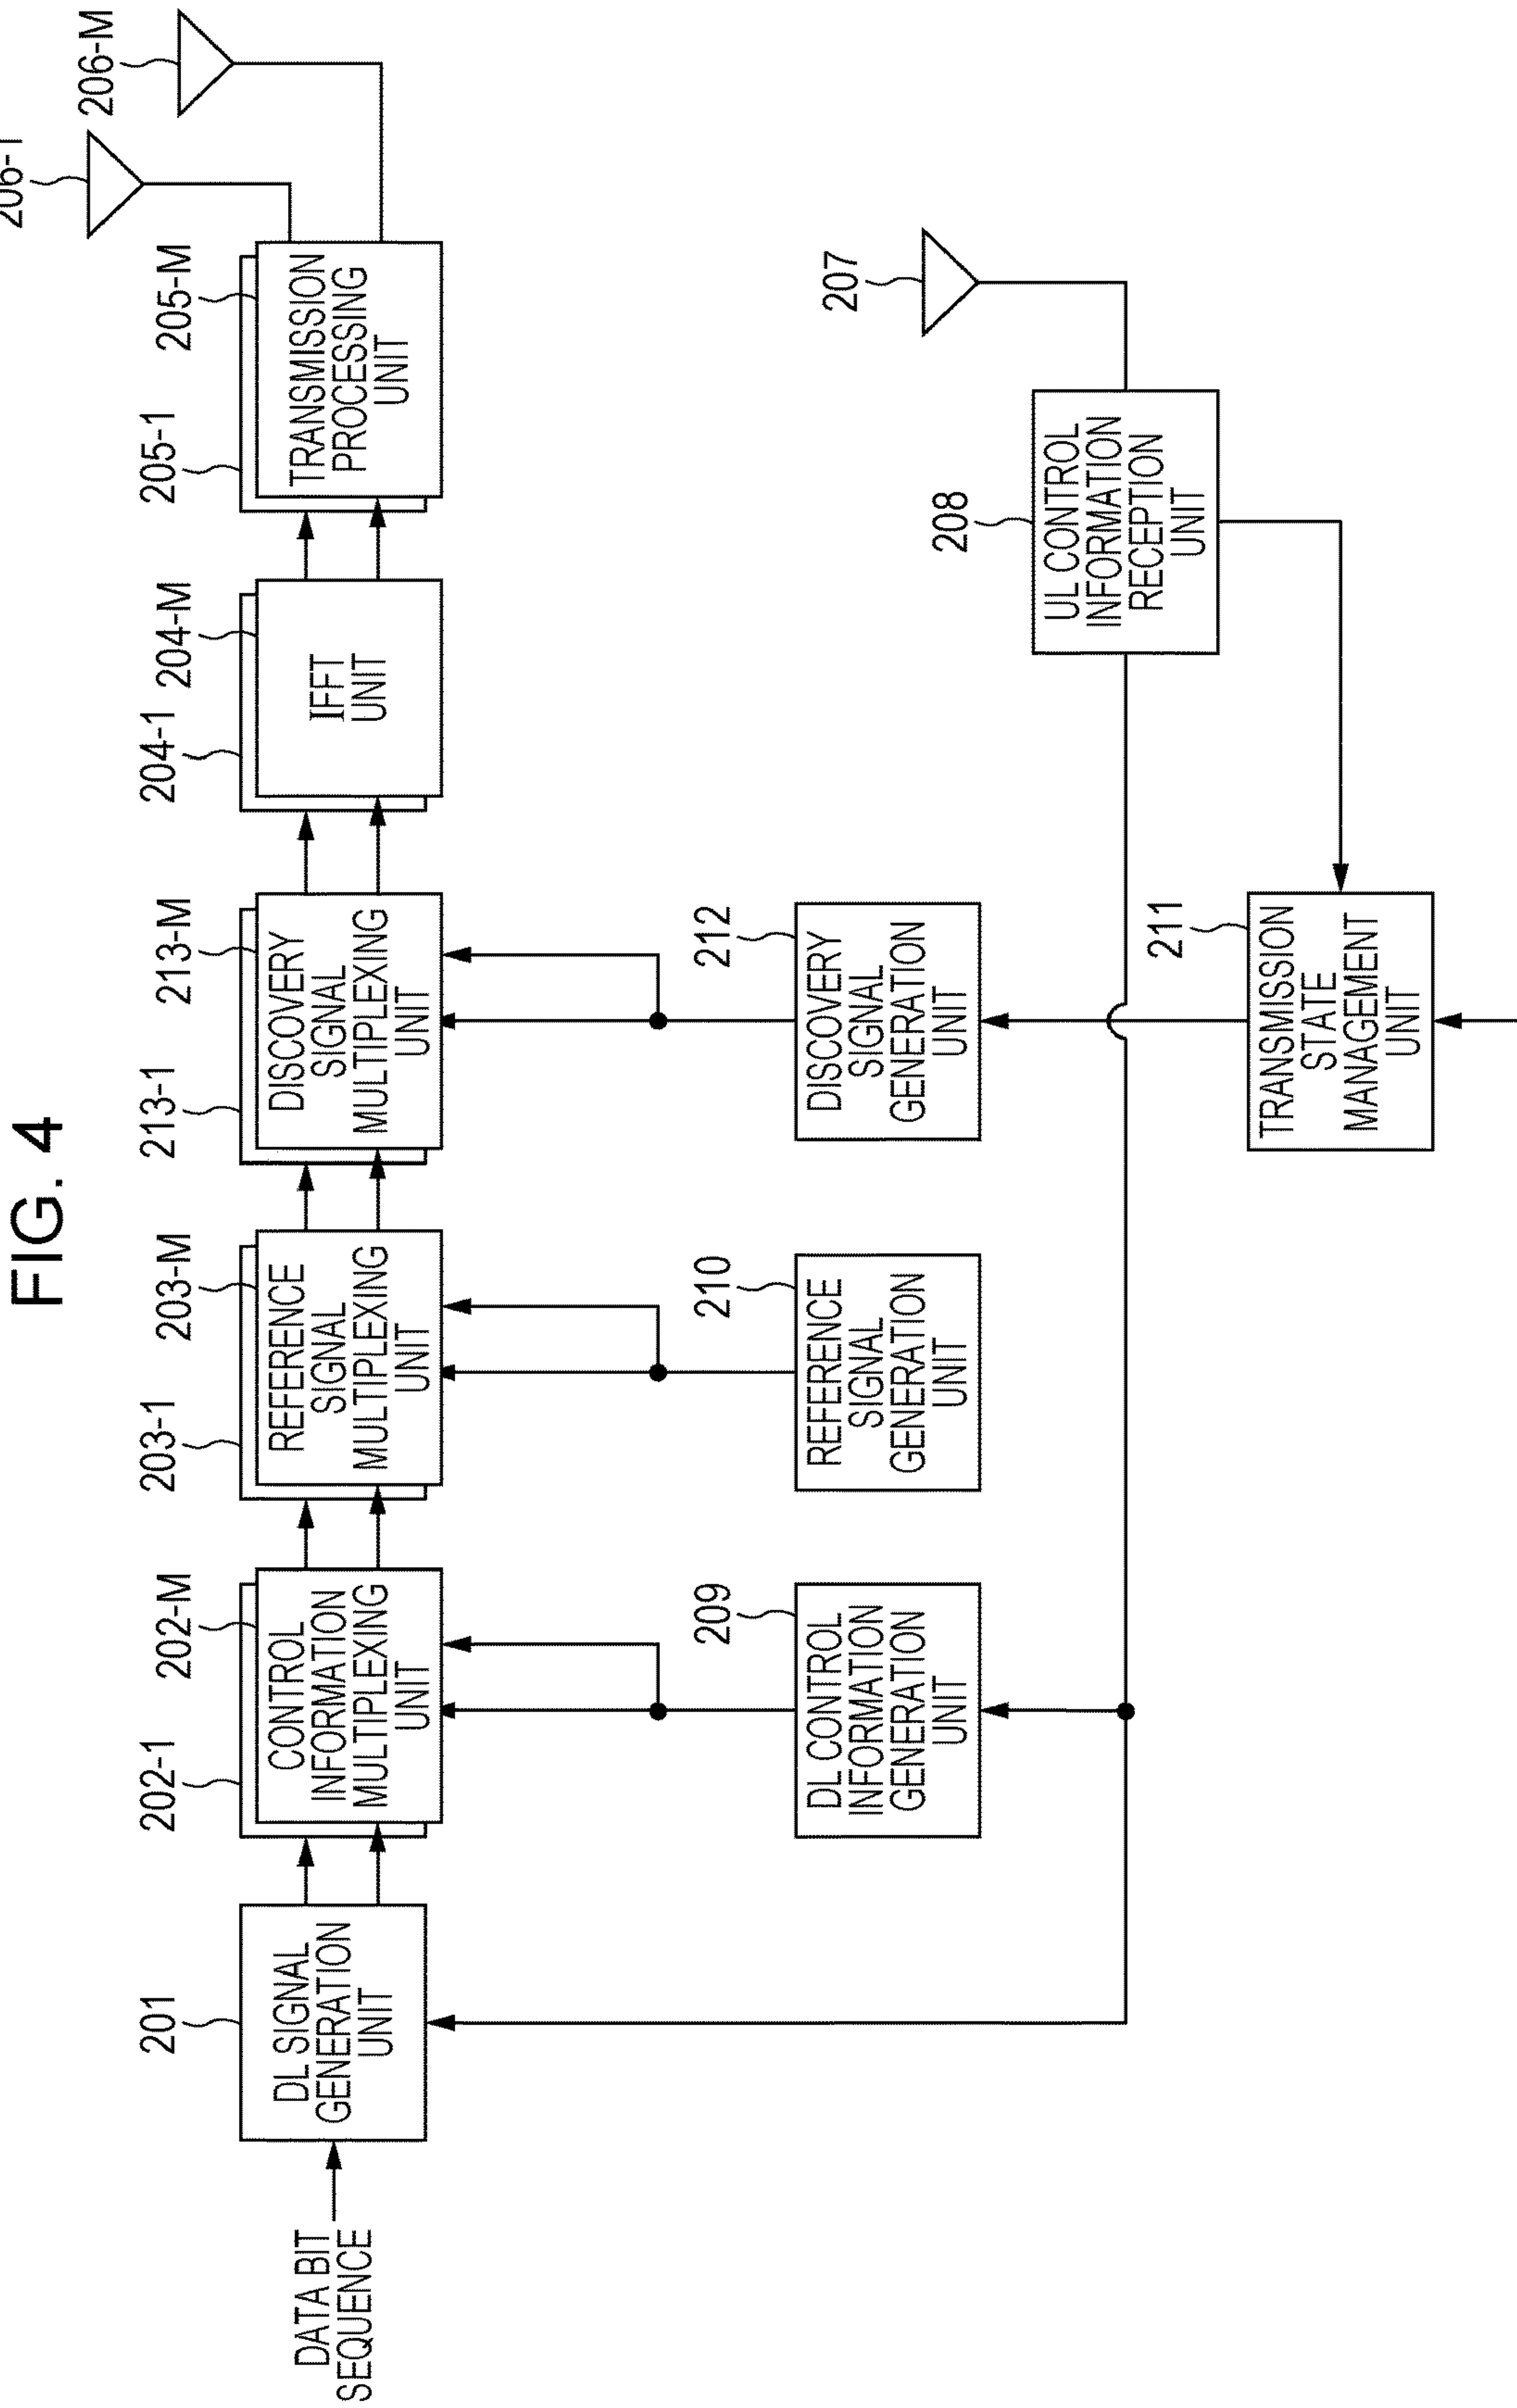 FIG. 4
DATA BIT
SEQUENCE
201
DL SIGNAL
GENERATION
UNIT
202-1
202-M
CONTROL
INFORMATION
MULTIPLEXING
UNIT
203-1
203-M
REFERENCE
SIGNAL
MULTIPLEXING
UNIT
213-1
213-M
DISCOVERY
SIGNAL
MULTIPLEXING
UNIT
204-1
204-M
IFFT
UNIT
205-1
205-M
TRANSMISSION
PROCESSING
UNIT
206-1
206-M
209
DL CONTROL
INFORMATION
GENERATION
UNIT
210
REFERENCE
SIGNAL
GENERATION
UNIT
212
DISCOVERY
SIGNAL
GENERATION
UNIT
207
208
UL CONTROL
INFORMATION
RECEPTION
UNIT
211
TRANSMISSION
STATE
MANAGEMENT
UNIT